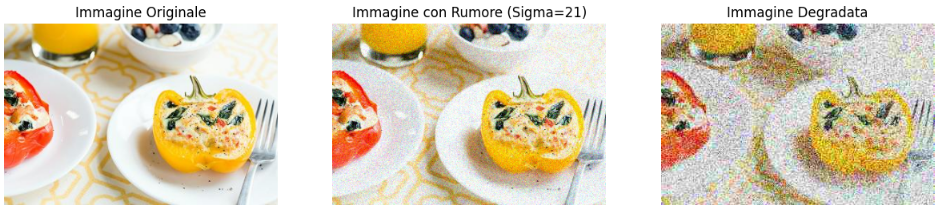 Immagine Originale
Immagine con Rumore (Sigma=21)
Immagine Degradata